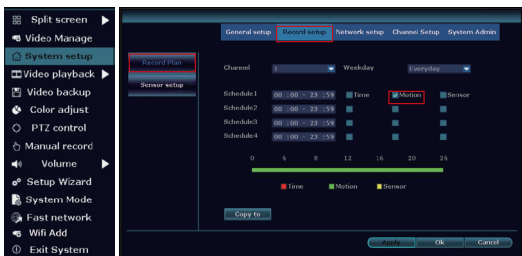 Split screen
Video Manage
System setup
Video playback
Video backup
Color adjust
PTZ control
Manual record
Volume
Setup Wizard
System Mode
Fast network
Wifi Add
Exit System
General setup Record setup Network setup Channel Setup System Admin
Record Plan
Sensor setup
Channel 1 Weekday Everyday
Schedule1 00 :00 - 23 :59 Time Motion Sensor
Schedule2 00 :00 - 23 :59
Schedule3 00 :00 - 23 :59
Schedule4 00 :00 - 23 :59
0 4 8 12 16 20 24
Time Motion Sensor
Copy to
Apply Ok Cancel